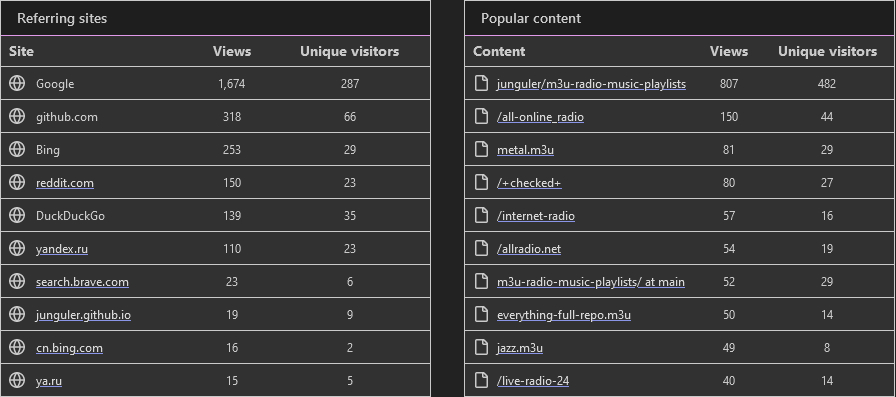 Referring sites
Site Views Unique visitors
Google 1,674 287
github.com 318 66
Bing 253 29
reddit.com 150 23
DuckDuckGo 139 35
yandex.ru 110 23
search.brave.com 23 6
junguler.github.io 19 9
cn.bing.com 16 2
ya.ru 15 5
Popular content
Content Views Unique visitors
junguler/m3u-radio-music-playlists 807 482
/all-online_radio 150 44
metal.m3u 81 29
/+checked+ 80 27
/internet-radio 57 16
/allradio.net 54 19
m3u-radio-music-playlists/ at main 52 29
everything-full-repo.m3u 50 14
jazz.m3u 49 8
/live-radio-24 40 14